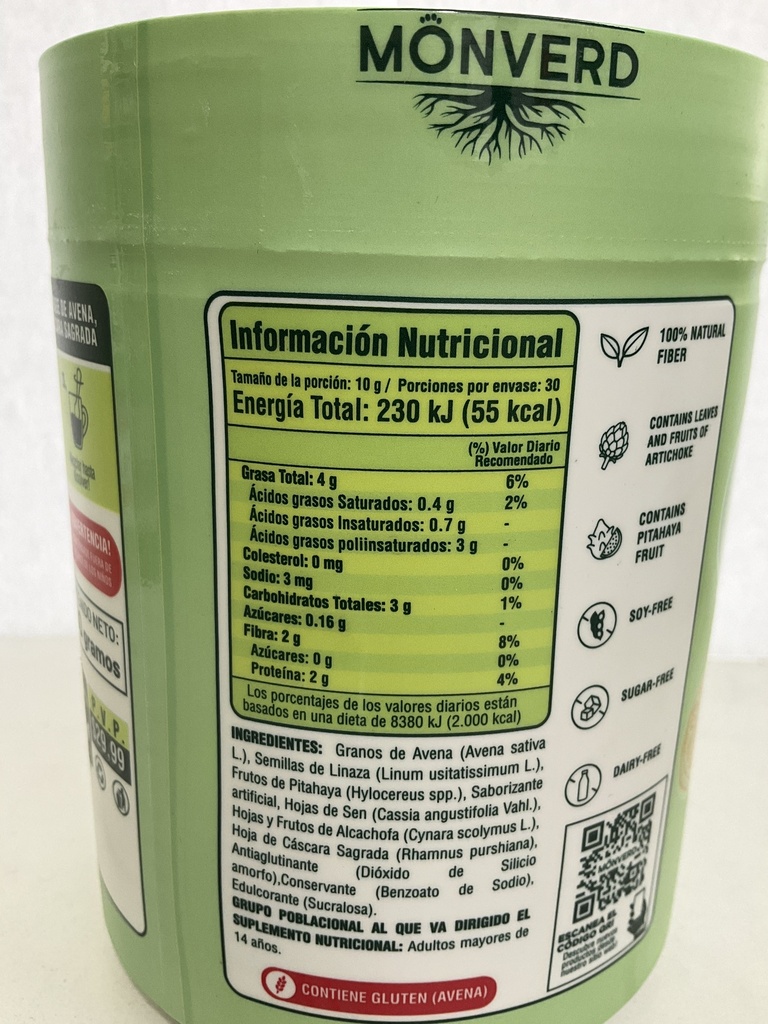 MÖNVERD
DE AVENA,
SAGRADA
Información Nutricional
Tamaño de la porción: 10 g / Porciones por envase: 30
Energía Total: 230 kJ (55 kcal)
(%) Valor Diario
Recomendado
Grasa Total: 4 g 6%
Ácidos grasos Saturados: 0.4 g 2%
Ácidos grasos Insaturados: 0.7 g -
Ácidos grasos poliinsaturados: 3 g -
Colesterol: 0 mg 0%
Sodio: 3 mg 0%
Carbohidratos Totales: 3 g 1%
Azúcares: 0.16 g -
Fibra: 2 g 8%
Azúcares: 0 g 0%
Proteína: 2 g 4%
Los porcentajes de los valores diarios están
basados en una dieta de 8380 kJ (2.000 kcal)
INGREDIENTES: Granos de Avena (Avena sativa
L.), Semillas de Linaza (Linum usitatissimum L.),
Frutos de Pitahaya (Hylocereus spp.), Saborizante
artificial, Hojas de Sen (Cassia angustifolia Vahl.),
Hojas y Frutos de Alcachofa (Cynara scolymus L.),
Hoja de Cáscara Sagrada (Rhamnus purshiana),
Antiaglutinante (Dióxido de Silicio
amorfo),Conservante (Benzoato de Sodio),
Edulcorante (Sucralosa).
GRUPO POBLACIONAL AL QUE VA DIRIGIDO EL
SUPLEMENTO NUTRICIONAL: Adultos mayores de
14 años.
CONTIENE GLUTEN (AVENA)
100% NATURAL
FIBER
CONTAINS LEAVES
AND FRUITS OF
ARTICHOKE
CONTAINS
PITAHAYA
FRUIT
SOY-FREE
SUGAR-FREE
DAIRY-FREE
MÖNVERD
ESCANEA EL
CÓDIGO QR!
NETO:
gramos
P.V.P.
29.99